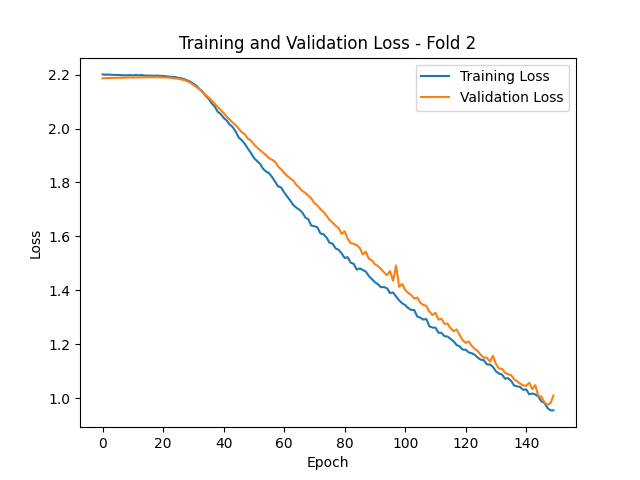 Training and Validation Loss - Fold 2
Training Loss
Validation Loss
2.2
2.0
1.8
1.6
1.4
1.2
1.0
Loss
0 20 40 60 80 100 120 140
Epoch